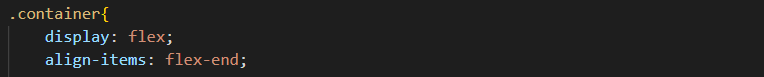 .container{
    display: flex;
    align-items: flex-end;